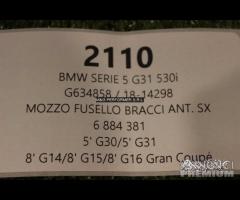 2110
BMW SERIE 5 G31 530i
G634858 / 18-14298
MOZZO FUSELLO BRACCI ANT. SX
6 884 381
5' G30/5' G31
8' G14/8' G15/8' G16 Gran Coupé
PREMIUM